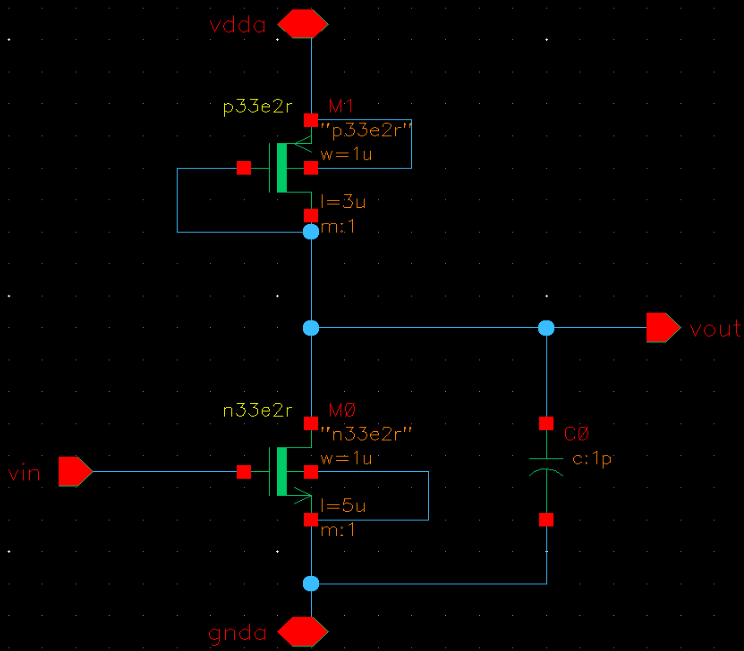 vdda
p33e2r
M1
"p33e2r"
w=1u
l=3u
m:1
vout
n33e2r
M0
"n33e2r"
w=1u
C0
c:1p
vin
l=5u
m:1
gnda